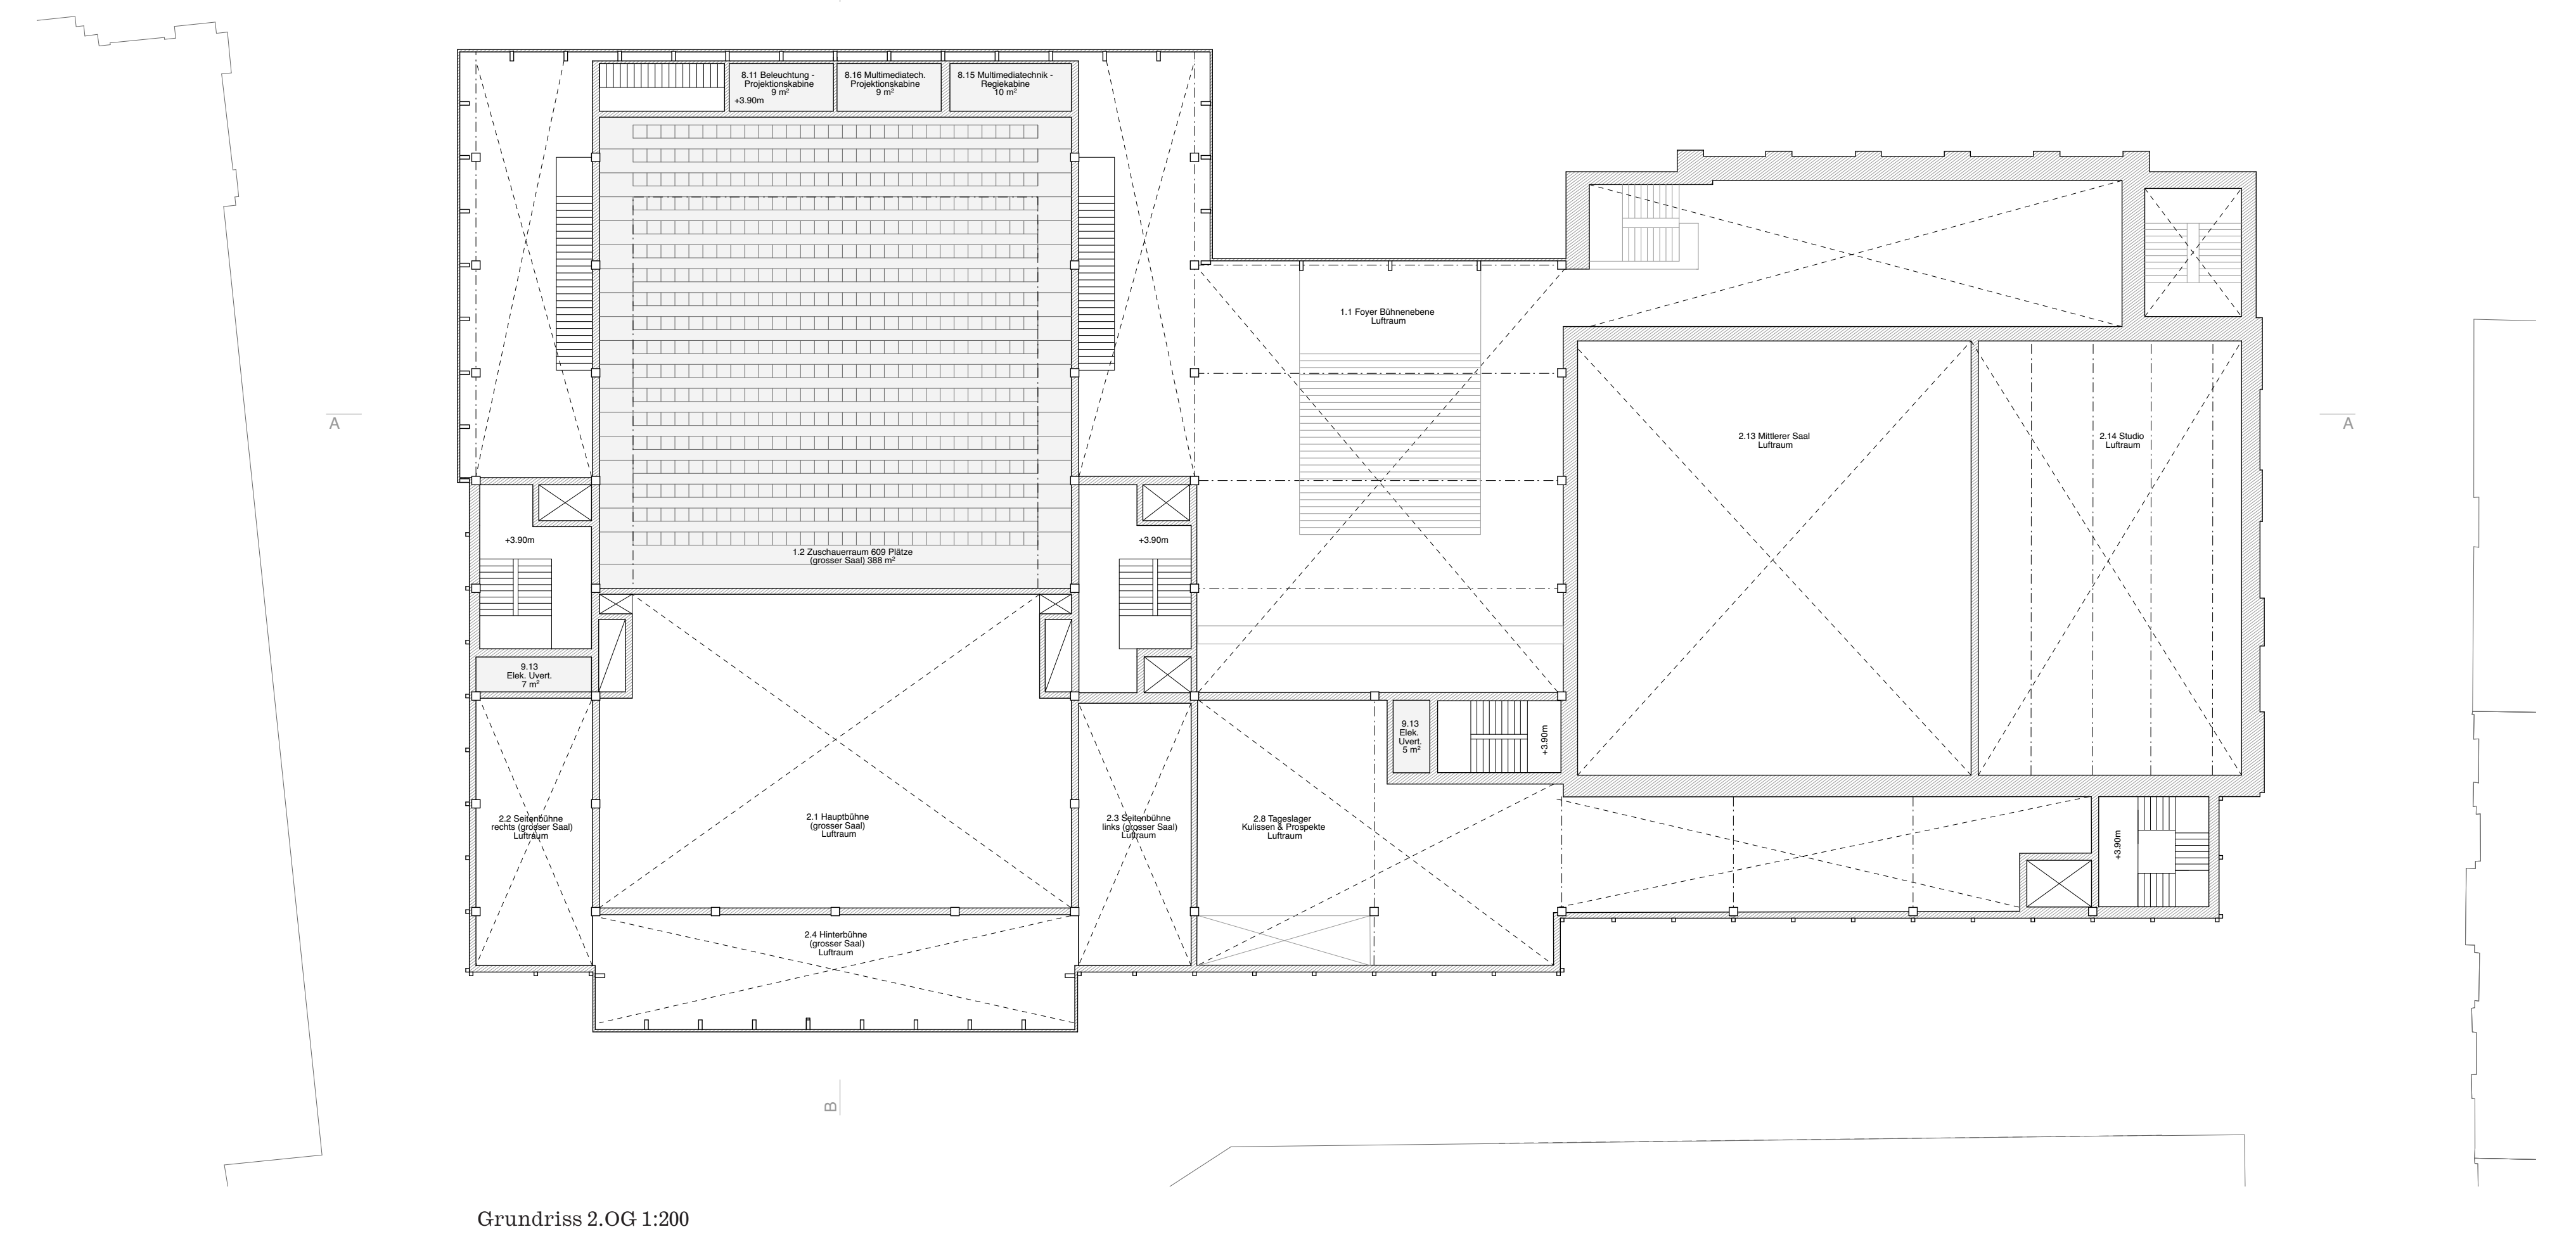 8.11 Beleuchtung -
Projektionskabine
9 m²
+3.90m
8.16 Multimediatech.
Projektionskabine
9 m²
8.15 Multimediatechnik -
Regiekabine
10 m²
1.1 Foyer Bühnenebene
Luftraum
A
A
2.13 Mittlerer Saal
Luftraum
2.14 Studio
Luftraum
+3.90m
+3.90m
1.2 Zuschauerraum 609 Plätze
(grosser Saal) 388 m²
9.13
Elek. Uvert.
7 m²
9.13
Elek.
Uvert.
5 m²
+3.90m
2.2 Seitenbühne
rechts (grosser Saal)
Luftraum
2.1 Hauptbühne
(grosser Saal)
Luftraum
2.3 Seitenbühne
links (grosser Saal)
Luftraum
2.8 Tageslager
Kulissen & Prospekte
Luftraum
+3.90m
2.4 Hinterbühne
(grosser Saal)
Luftraum
B
Grundriss 2.OG 1:200